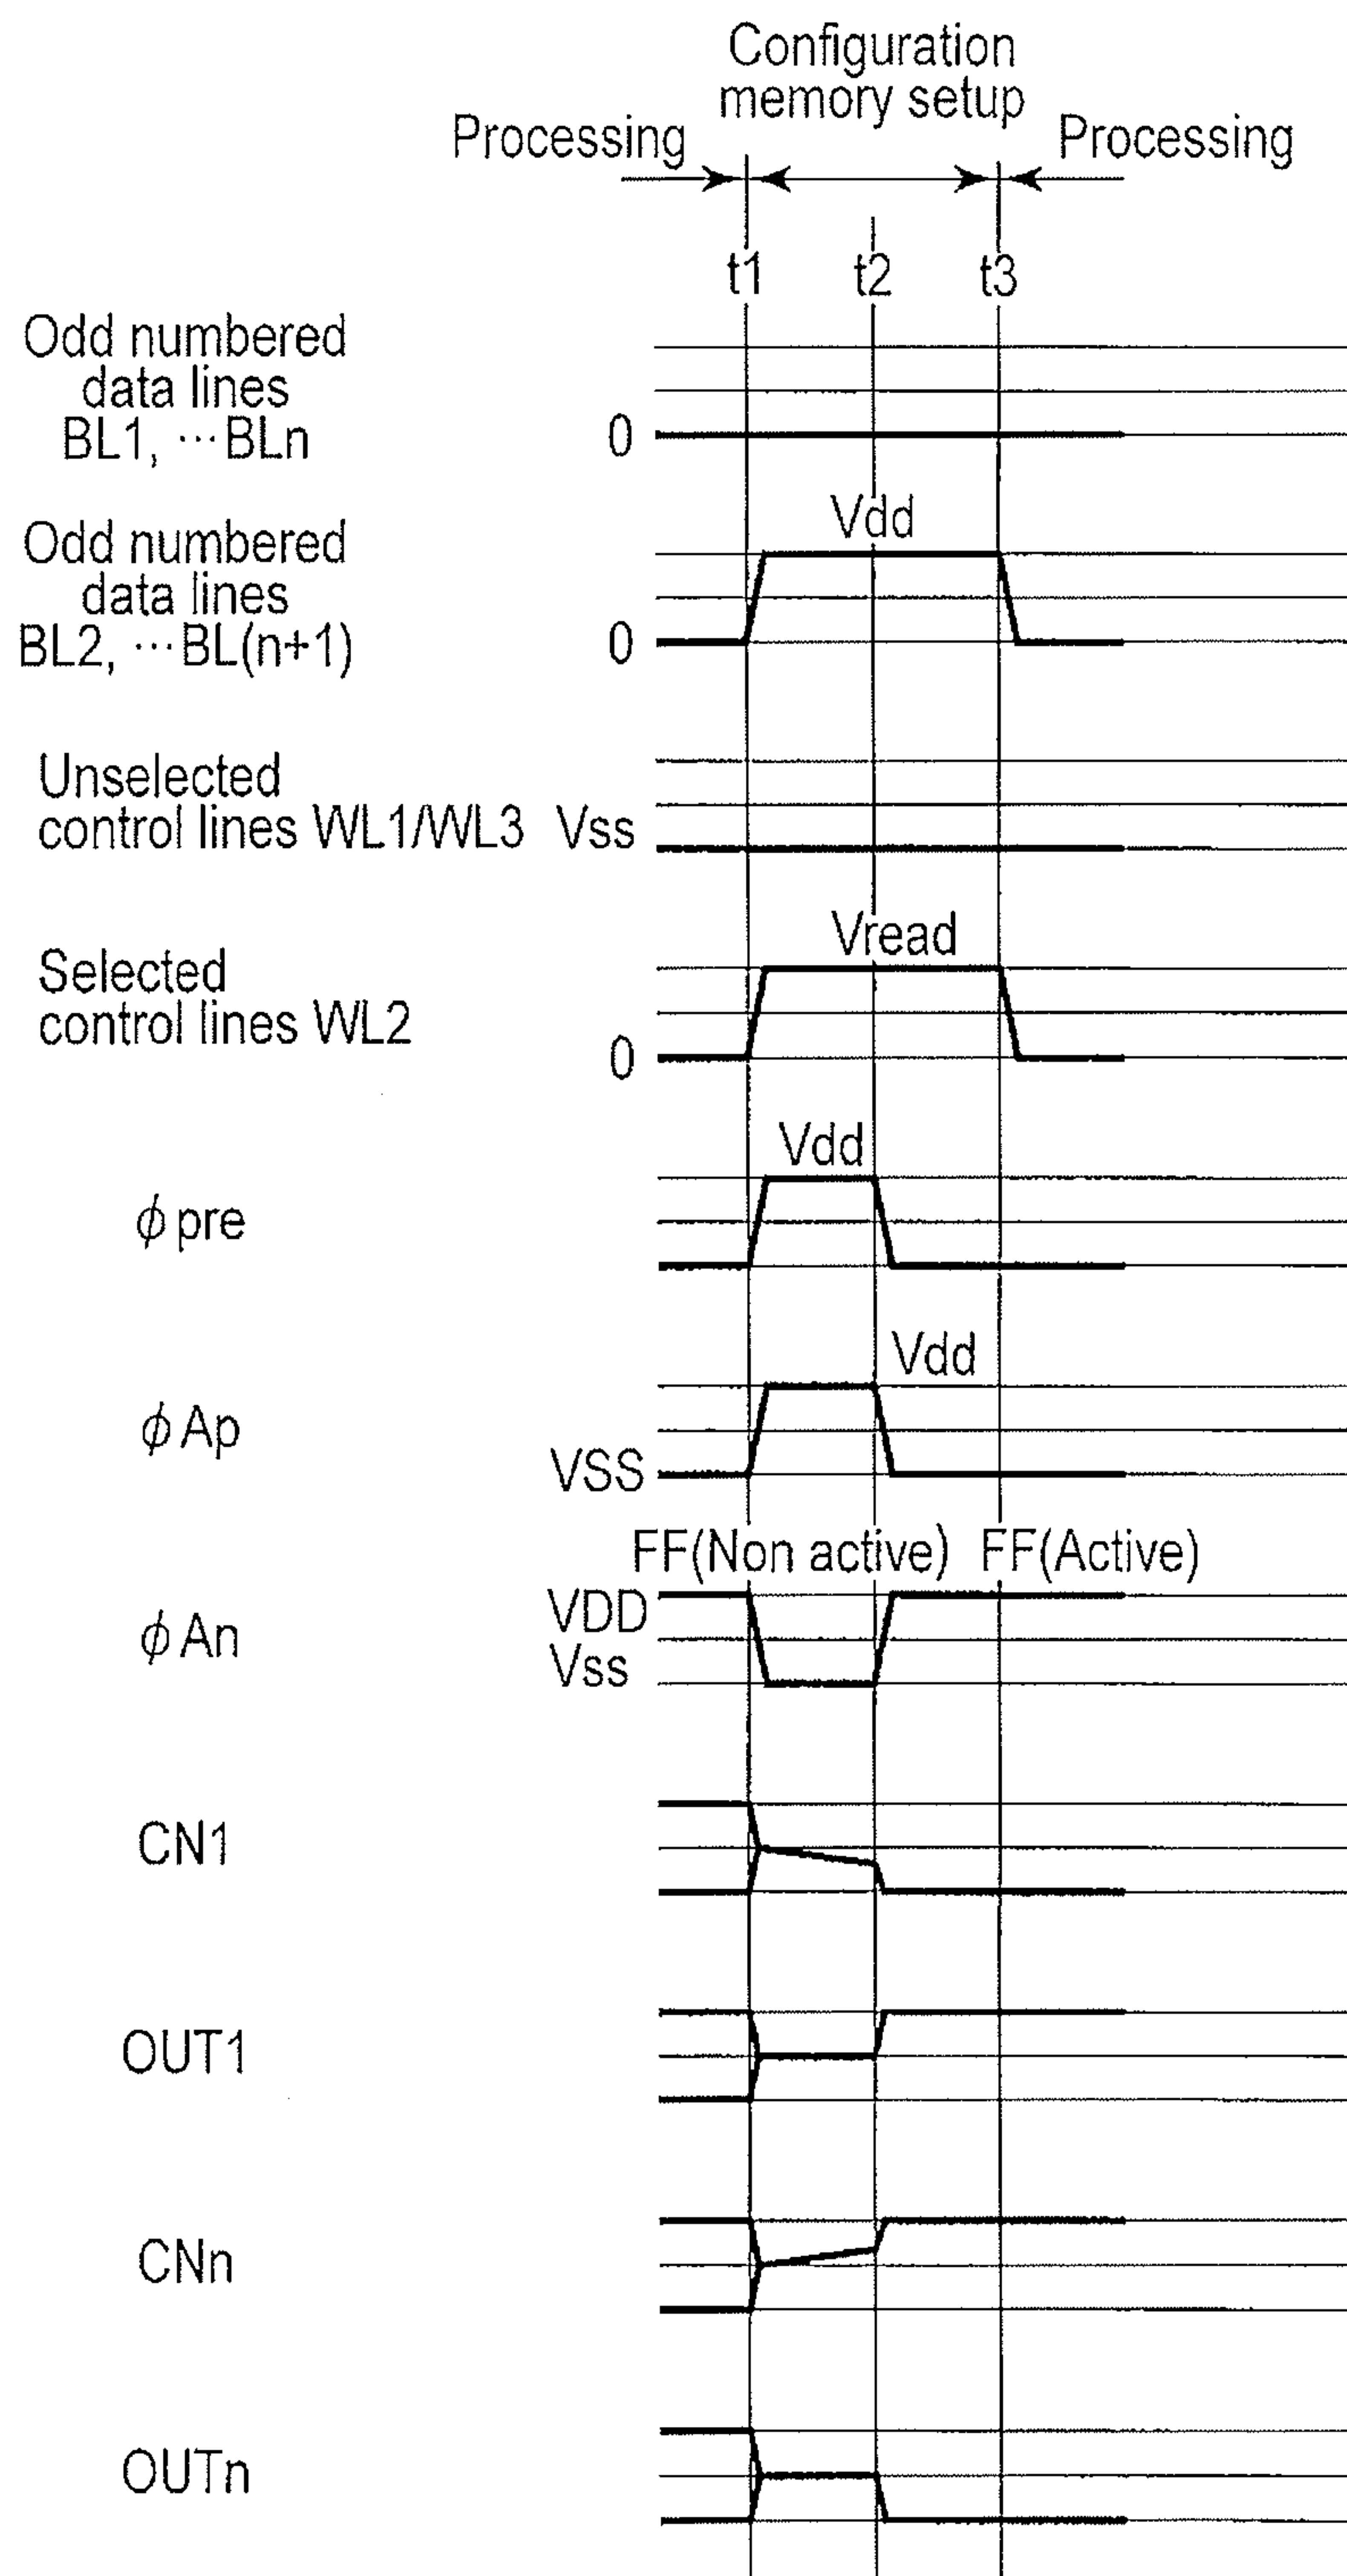 Configuration
memory setup
Processing
Processing
t1
t2
t3
Odd numbered
data lines
BL1, ···BLn
0
Odd numbered
data lines
BL2, ···BL(n+1)
0
Vdd
Unselected
control lines WL1/WL3
Vss
Selected
control lines WL2
0
Vread
ϕpre
Vdd
ϕAp
VSS
Vdd
FF(Non active)
FF(Active)
ϕAn
VDD
Vss
CN1
OUT1
CNn
OUTn